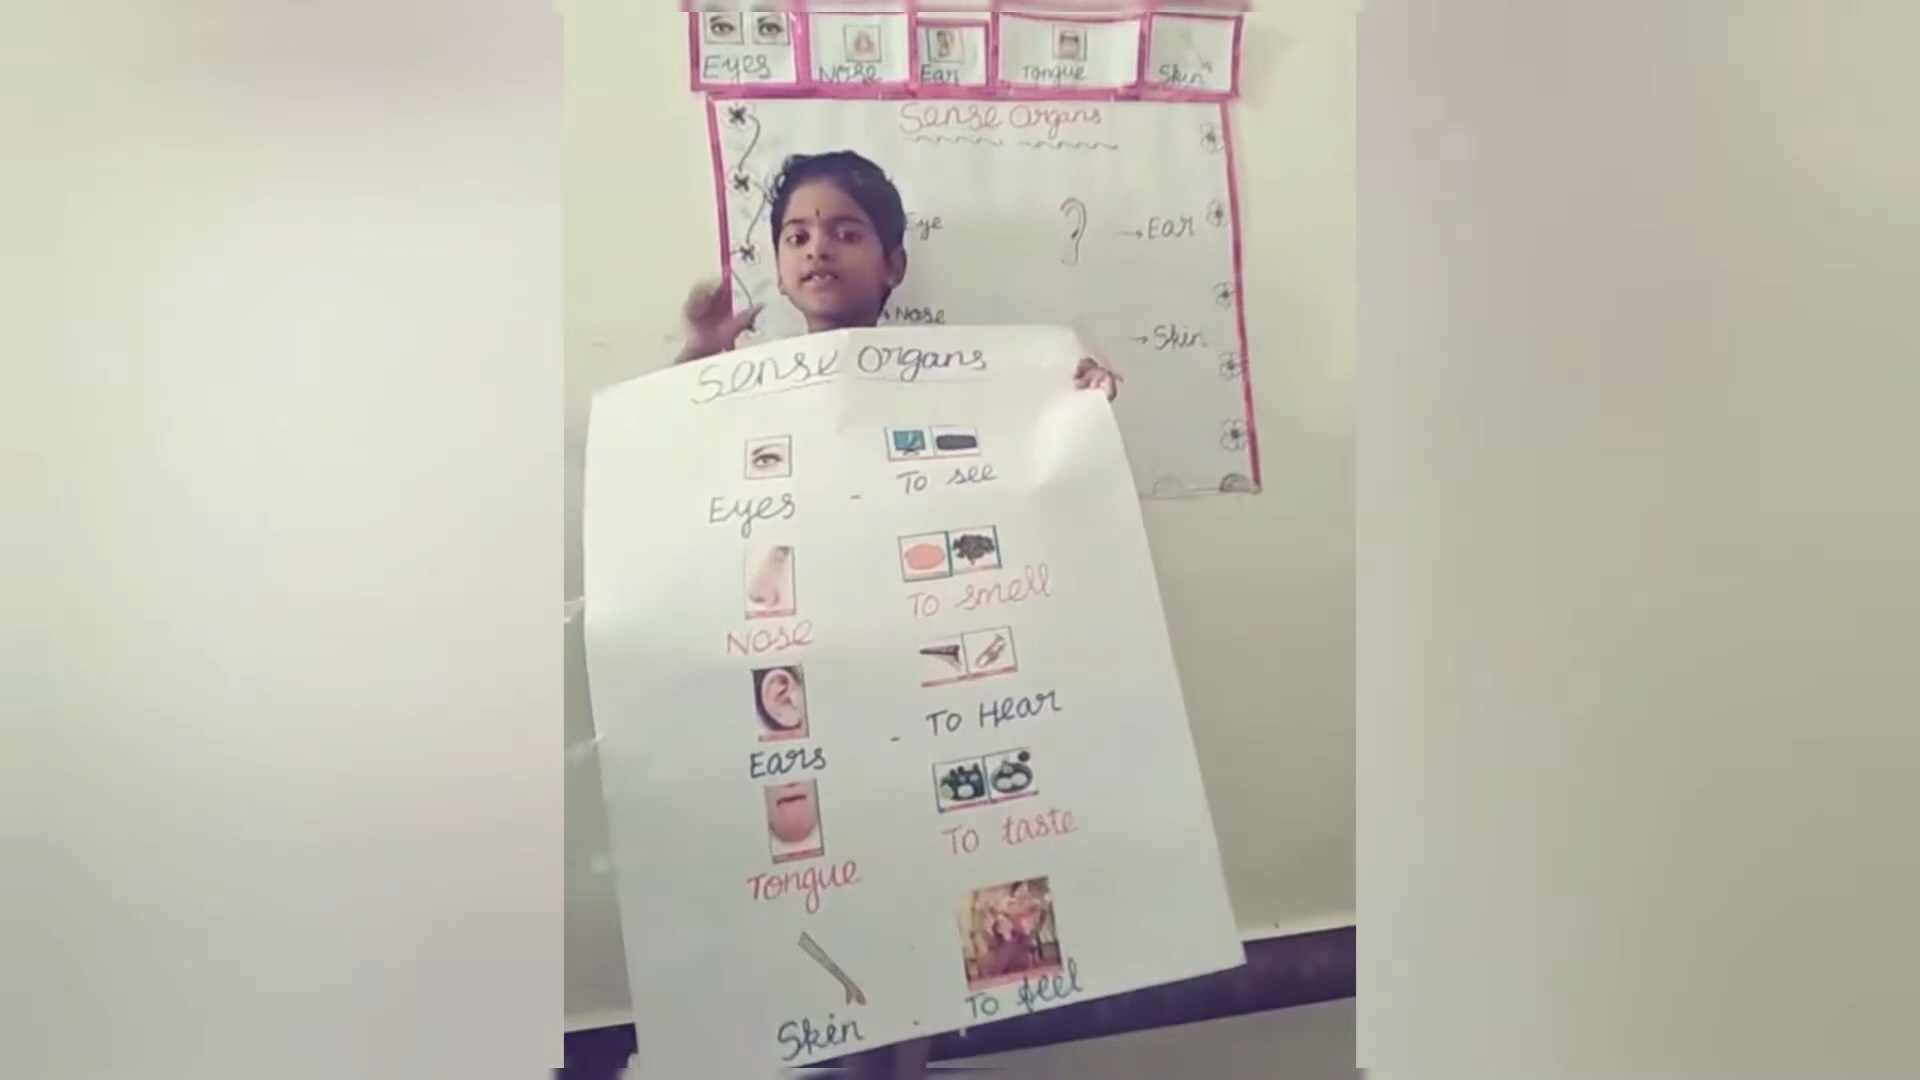 Eyes
Nose
Ear
Tongue
Skin
Sense Organs
Eye
Ear
Nose
Skin
Sense Organs
Eyes - To see
Nose To smell
Ears - To Hear
Tongue To taste
Skin - To feel